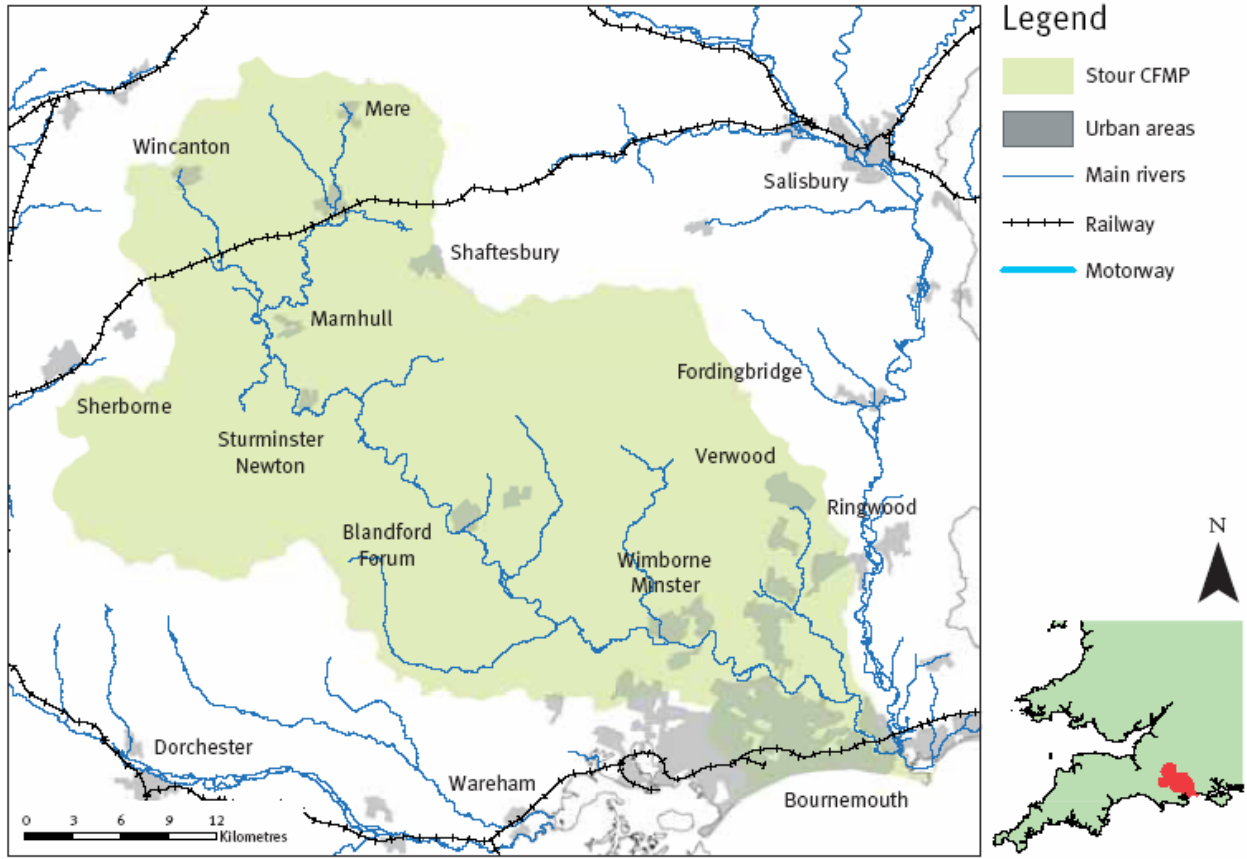 Legend
Stour CFMP
Urban areas
Main rivers
Railway
Motorway
N
Mere
Wincanton
Salisbury
Shaftesbury
Marnhull
Fordingbridge
Sherborne
Sturminster
Newton
Verwood
Ringwood
Blandford
Forum
Wimborne
Minster
Dorchester
Wareham
Bournemouth
0 3 6 9 12
Kilometres